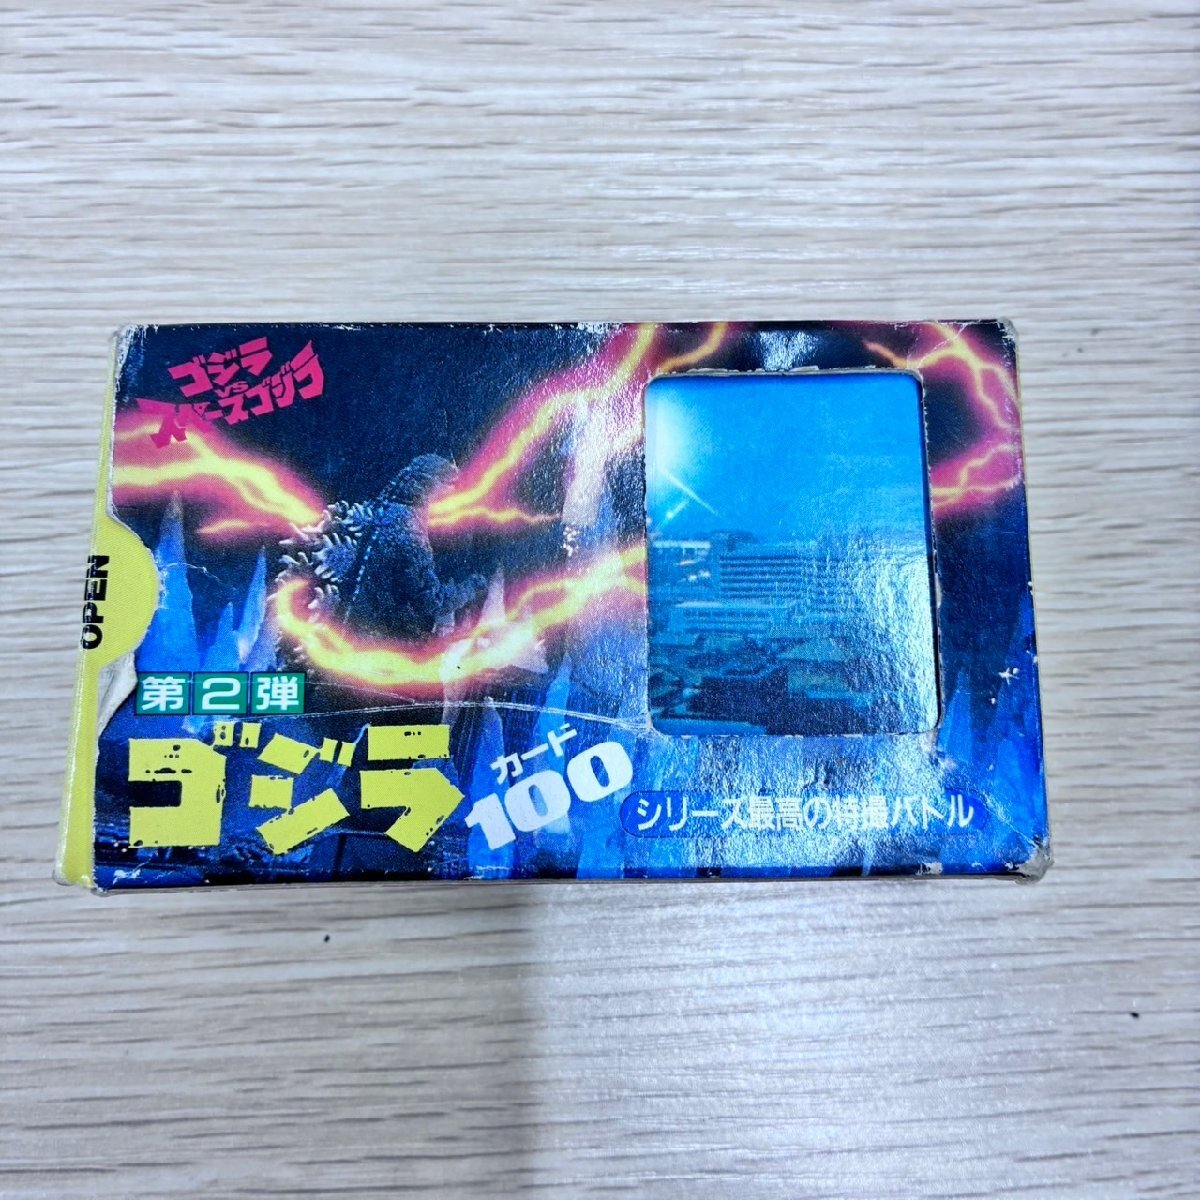 ゴジラ
VS
スペースゴジラ
OPEN
第2弾
ゴジラ
カード
100
シリーズ最高の特撮バトル